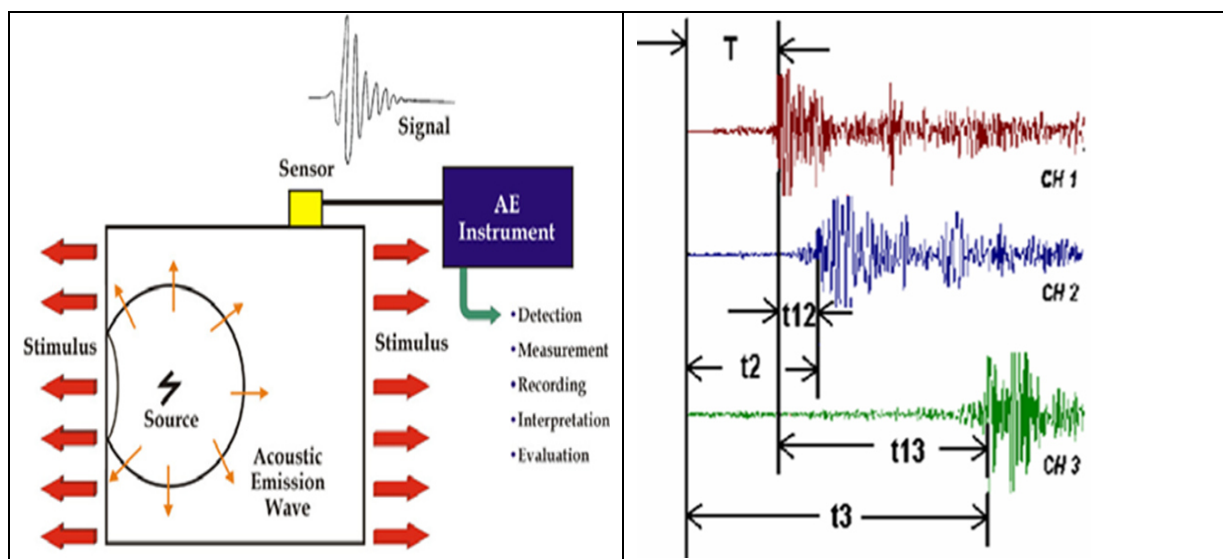 Signal
Sensor
AE
Instrument
Stimulus
Stimulus
Source
Acoustic
Emission
Wave
• Detection
• Measurement
• Recording
• Interpretation
• Evaluation
T
CH 1
t12
CH 2
t2
t13
CH 3
t3